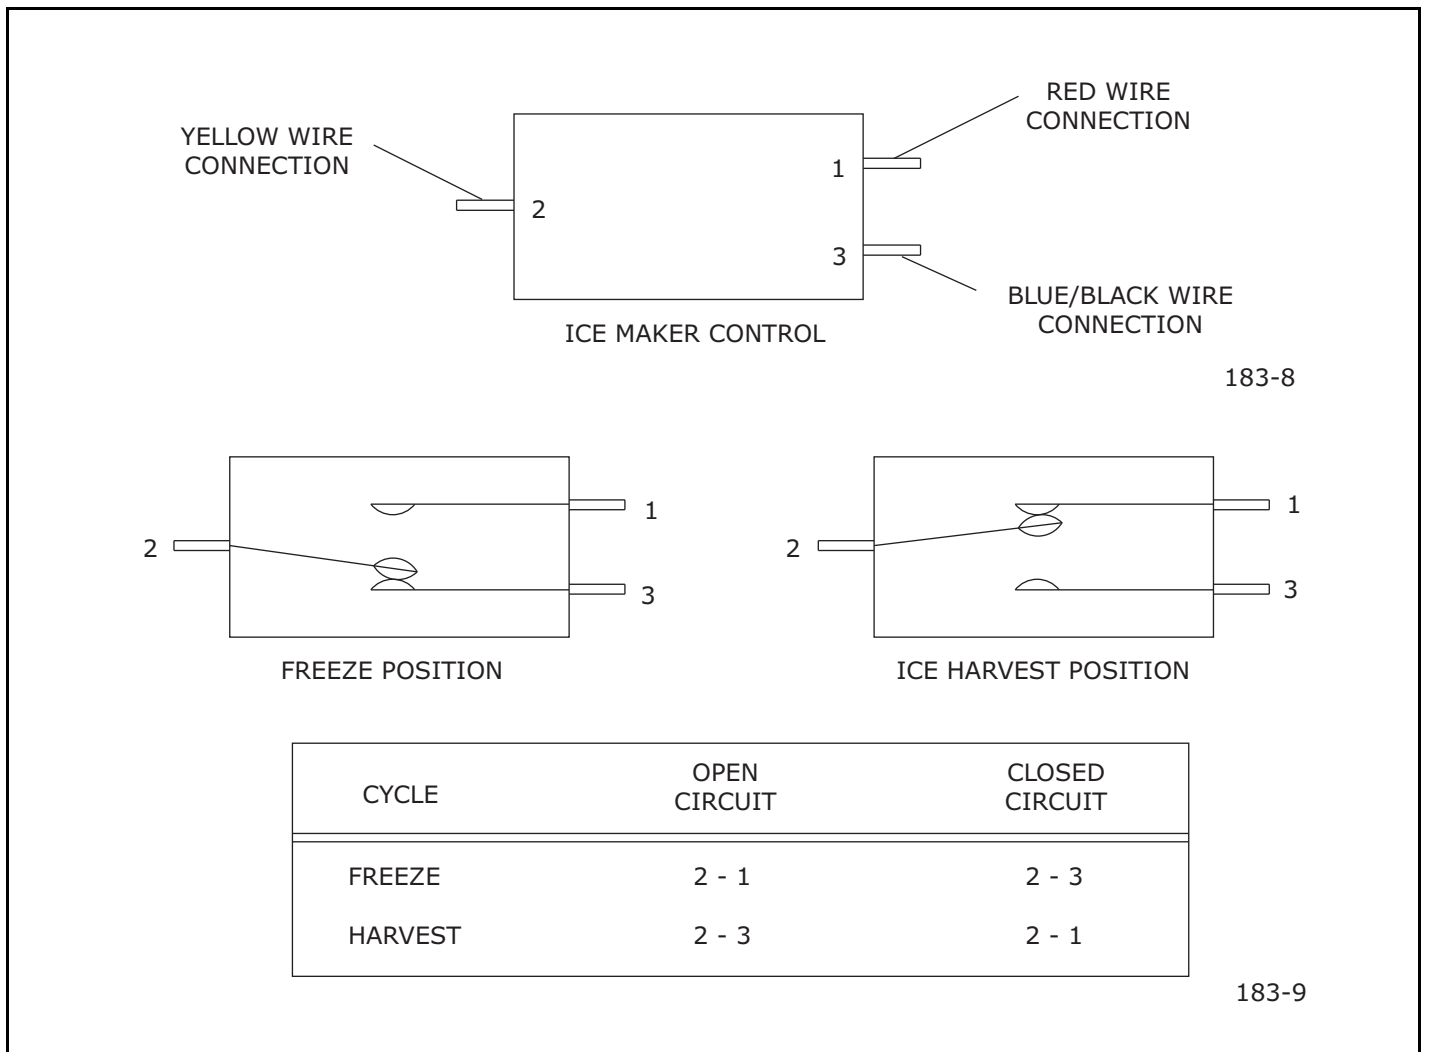 RED WIRE
CONNECTION
YELLOW WIRE
CONNECTION
1
2
3
BLUE/BLACK WIRE
CONNECTION
ICE MAKER CONTROL
183-8
1
2
3
FREEZE POSITION
1
2
3
ICE HARVEST POSITION
CYCLE
OPEN
CIRCUIT
CLOSED
CIRCUIT
FREEZE 2 - 1 2 - 3
HARVEST 2 - 3 2 - 1
183-9